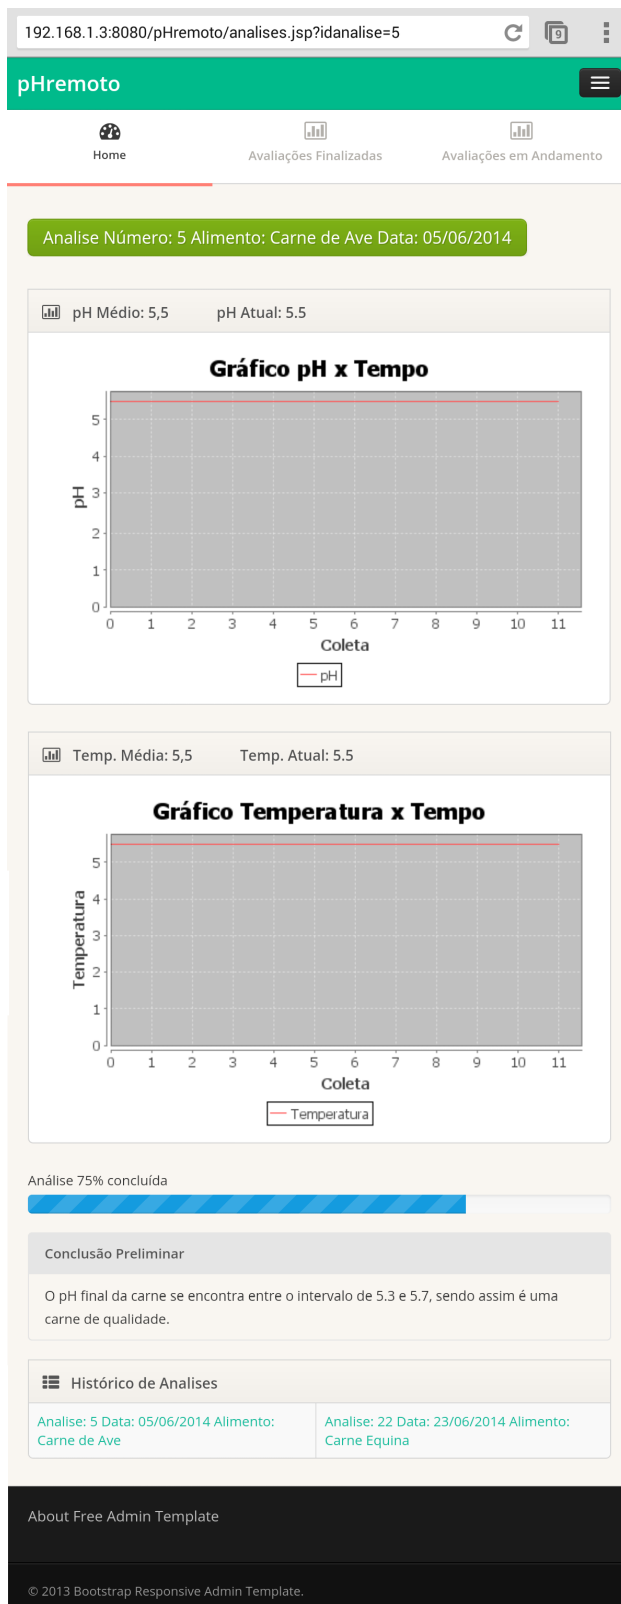 192.168.1.3:8080/pHremoto/analises.jsp?idanalise=5
9
pHremoto
Home
Avaliações Finalizadas
Avaliações em Andamento
Analise Número: 5 Alimento: Carne de Ave Data: 05/06/2014
pH Médio: 5,5 pH Atual: 5.5
Gráfico pH x Tempo
pH
5
4
3
2
1
0
0 1 2 3 4 5 6 7 8 9 10 11
Coleta
pH
Temp. Média: 5,5 Temp. Atual: 5.5
Gráfico Temperatura x Tempo
Temperatura
5
4
3
2
1
0
0 1 2 3 4 5 6 7 8 9 10 11
Coleta
Temperatura
Análise 75% concluída
Conclusão Preliminar
O pH final da carne se encontra entre o intervalo de 5.3 e 5.7, sendo assim é uma
carne de qualidade.
Histórico de Analises
Analise: 5 Data: 05/06/2014 Alimento:
Carne de Ave
Analise: 22 Data: 23/06/2014 Alimento:
Carne Equina
About Free Admin Template
© 2013 Bootstrap Responsive Admin Template.